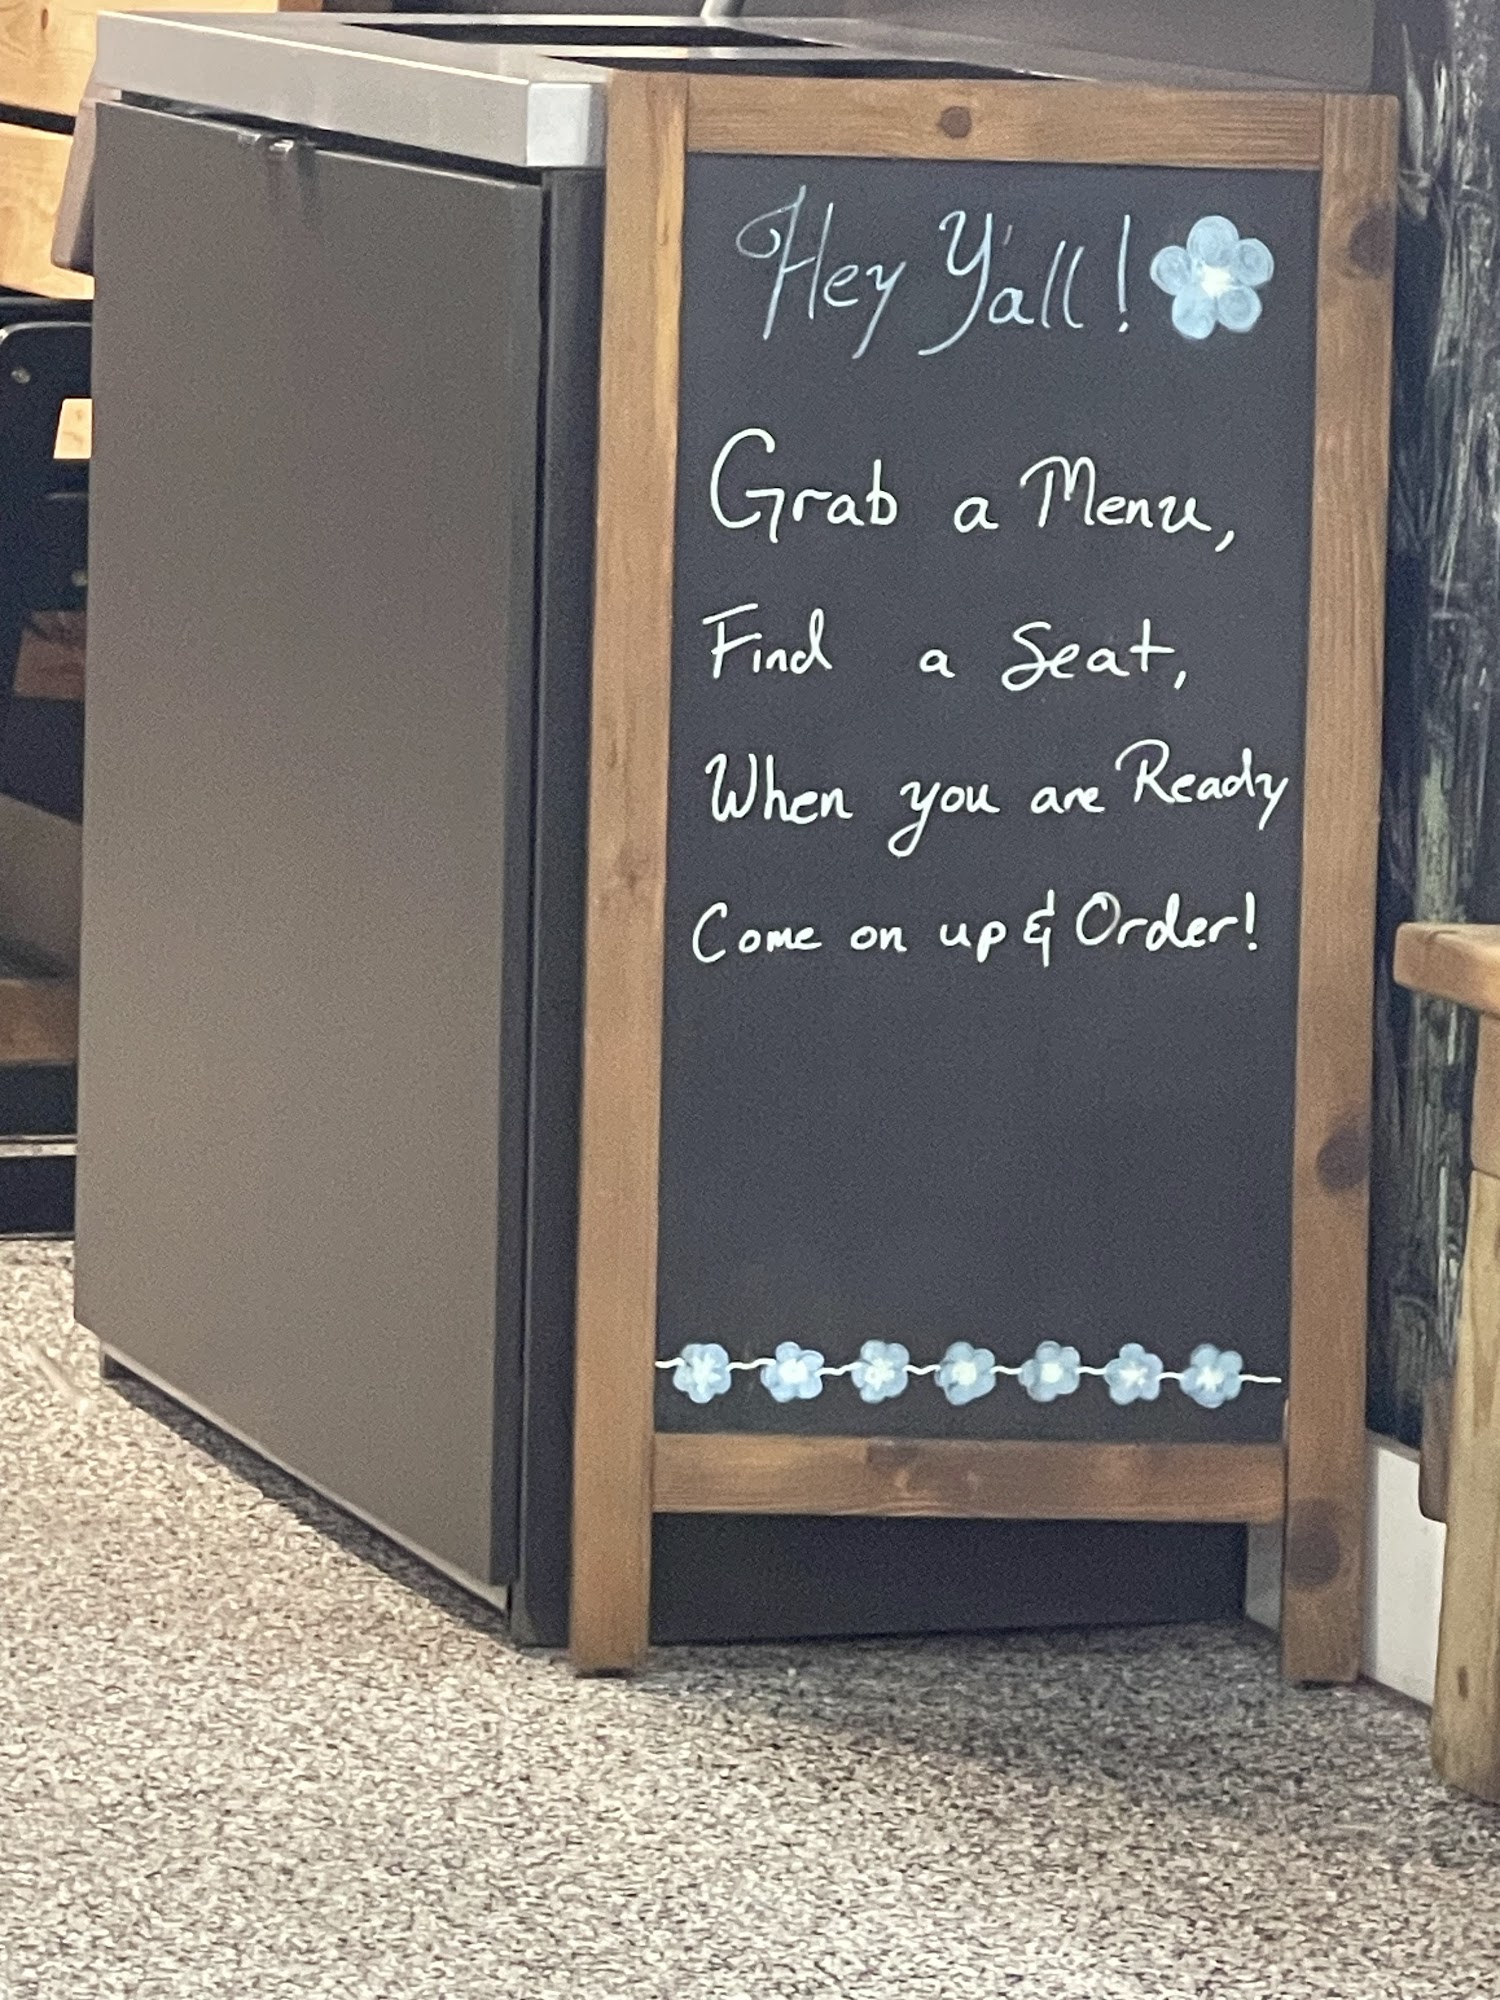 Hey Y'all!
Grab a Menu,
Find a Seat,
When you are Ready
Come on up & Order!